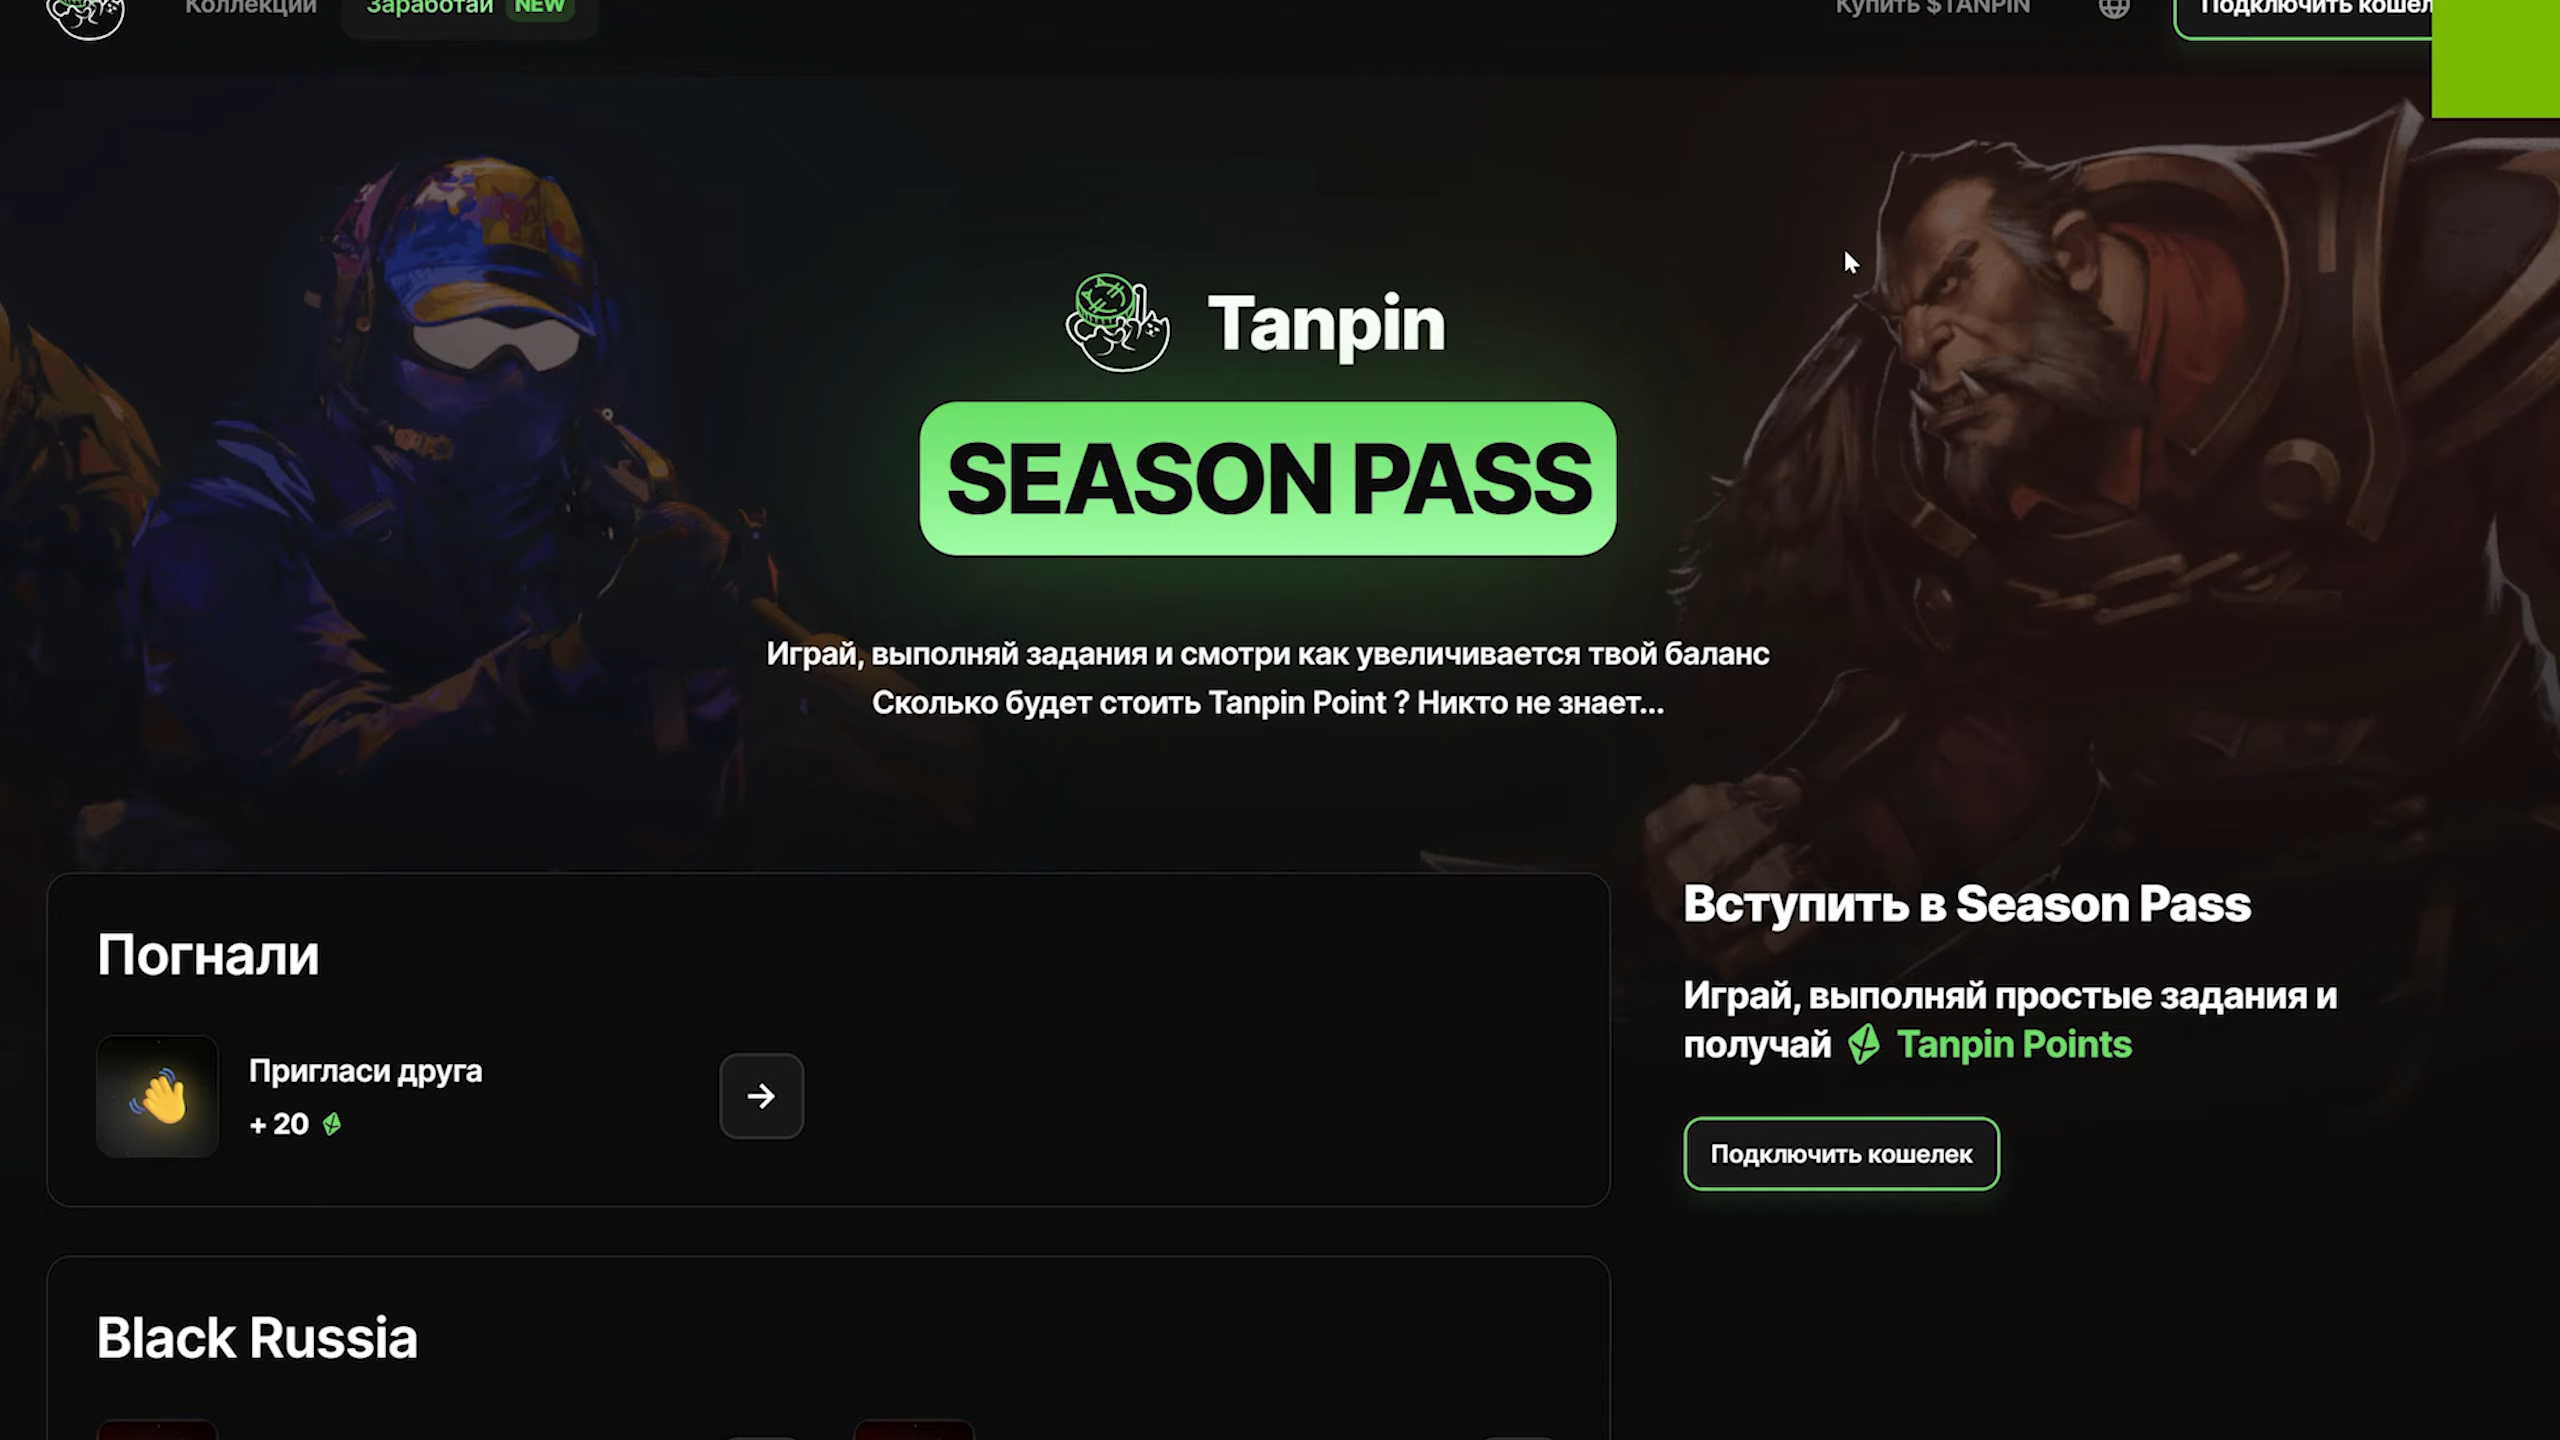 Коллекции
Заработай NEW
Купить $TANPIN
Подключить кошел
Tanpin
SEASON PASS
Играй, выполняй задания и смотри как увеличивается твой баланс
Сколько будет стоить Tanpin Point ? Никто не знает...
Погнали
Пригласи друга
+ 20
Вступить в Season Pass
Играй, выполняй простые задания и
получай Tanpin Points
Подключить кошелек
Black Russia